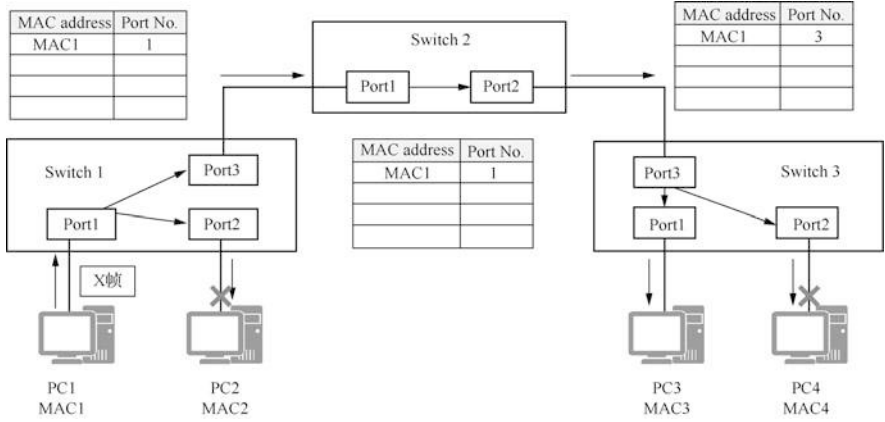 MAC address Port No.
MAC1 1
Switch 2
Port1 Port2
MAC address Port No.
MAC1 3
Switch 1
Port3
Port1
Port2
X帧
MAC address Port No.
MAC1 1
Switch 3
Port3
Port1
Port2
PC1
MAC1
PC2
MAC2
PC3
MAC3
PC4
MAC4